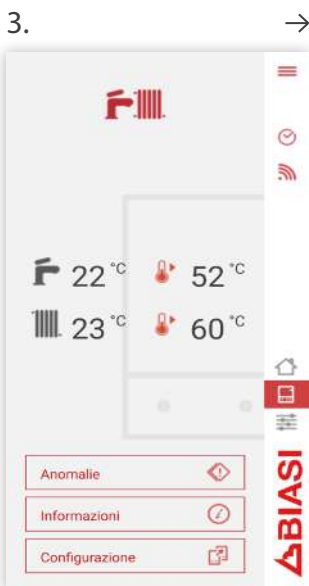 3.
22 °C 52 °C
23 °C 60 °C
Anomalie
Informazioni
Configurazione
BIASI